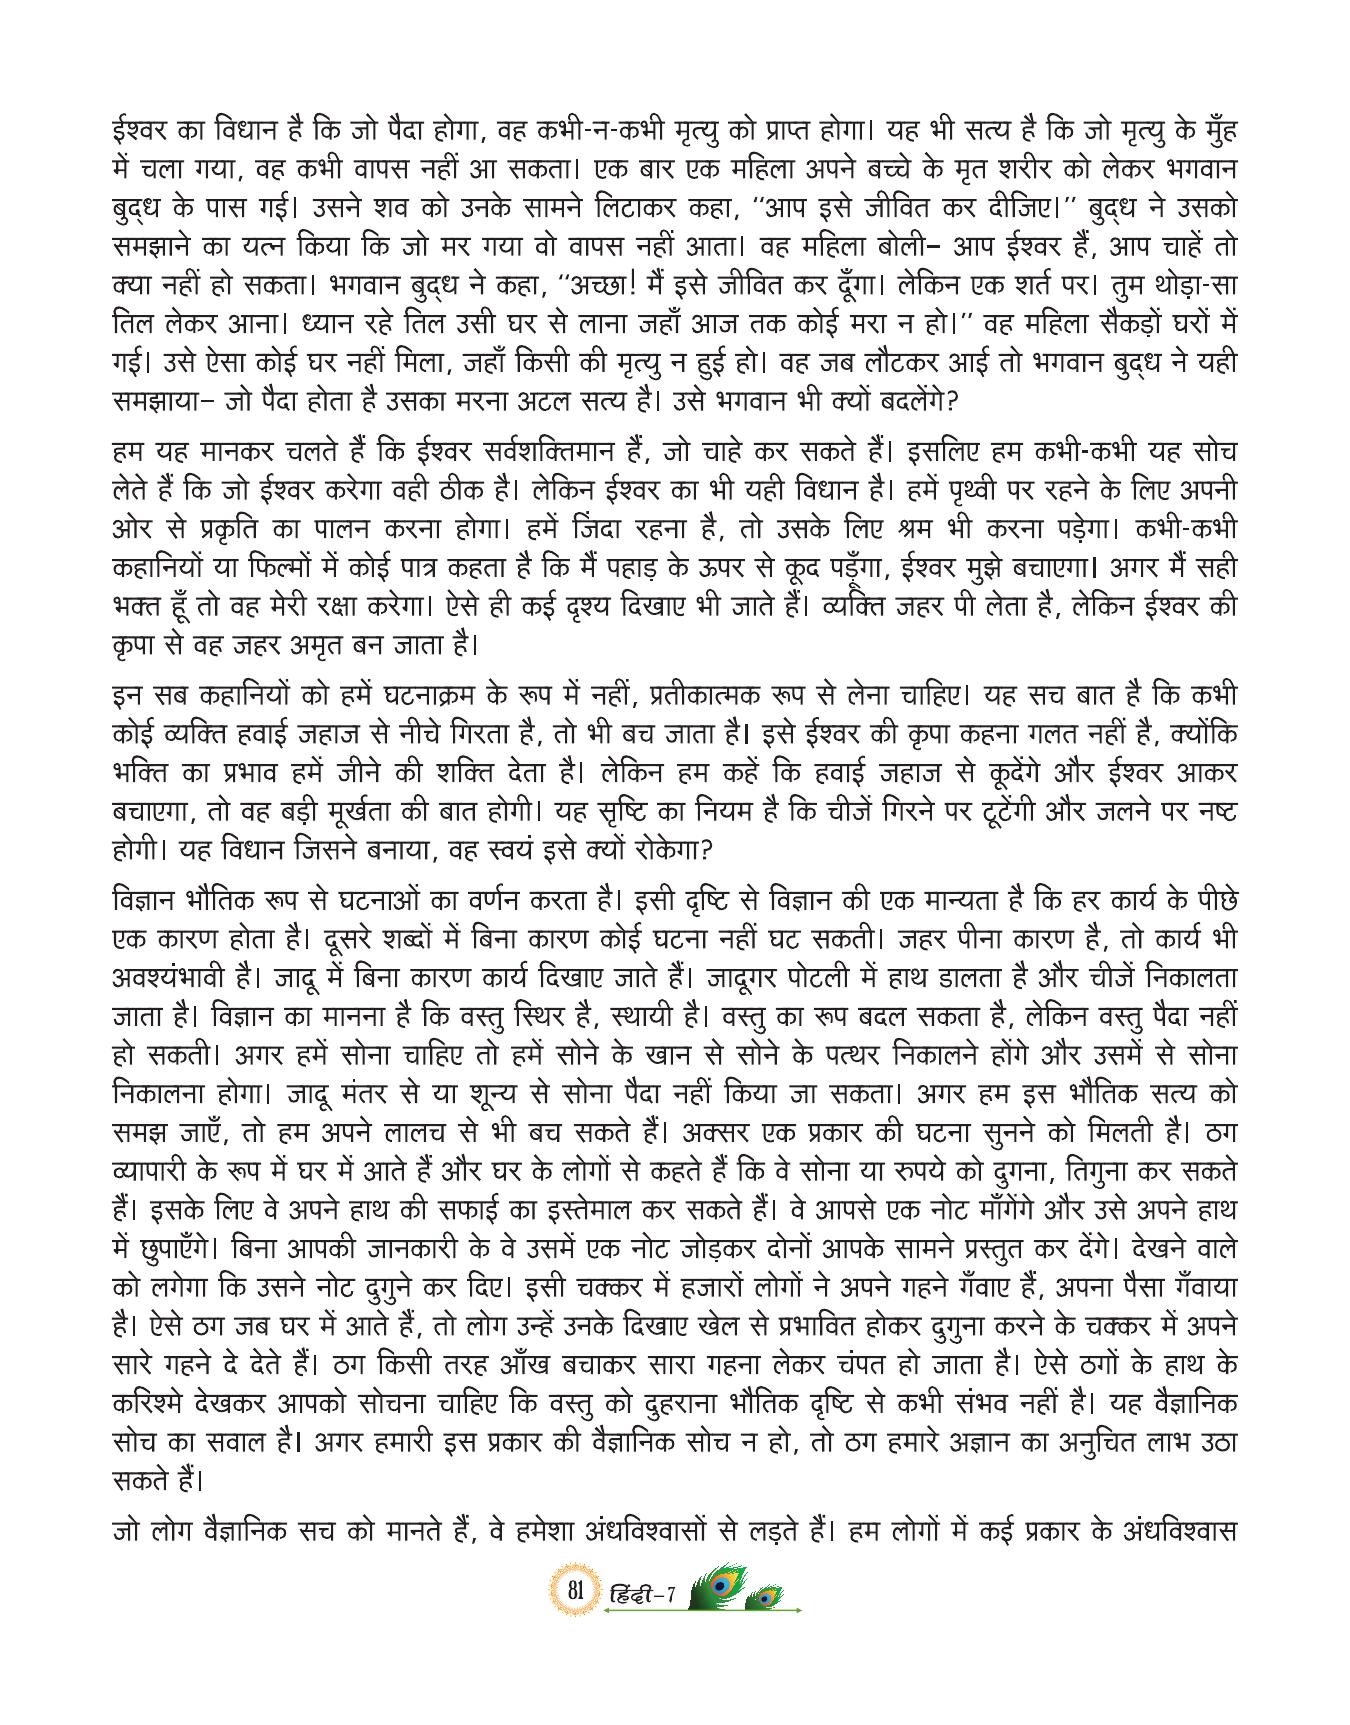 ईश्वर का विधान है कि जो पैदा होगा, वह कभी-न-कभी मृत्यु को प्राप्त होगा। यह भी सत्य है कि जो मृत्यु के मुँह
में चला गया, वह कभी वापस नहीं आ सकता। एक बार एक महिला अपने बच्चे के मृत शरीर को लेकर भगवान
बुद्ध के पास गई। उसने शव को उनके सामने लिटाकर कहा, ‘‘आप इसे जीवित कर दीजिए।’’ बुद्ध ने उसको
समझाने का यत्न किया कि जो मर गया वो वापस नहीं आता। वह महिला बोली– आप ईश्वर हैं, आप चाहें तो
क्या नहीं हो सकता। भगवान बुद्ध ने कहा, ‘‘अच्छा! मैं इसे जीवित कर दूँगा। लेकिन एक शर्त पर। तुम थोड़ा-सा
तिल लेकर आना। ध्यान रहे तिल उसी घर से लाना जहाँ आज तक कोई मरा न हो।’’ वह महिला सैकड़ों घरों में
गई। उसे ऐसा कोई घर नहीं मिला, जहाँ किसी की मृत्यु न हुई हो। वह जब लौटकर आई तो भगवान बुद्ध ने यही
समझाया– जो पैदा होता है उसका मरना अटल सत्य है। उसे भगवान भी क्यों बदलेंगे?
हम यह मानकर चलते हैं कि ईश्वर सर्वशक्तिमान हैं, जो चाहे कर सकते हैं। इसलिए हम कभी-कभी यह सोच
लेते हैं कि जो ईश्वर करेगा वही ठीक है। लेकिन ईश्वर का भी यही विधान है। हमें पृथ्वी पर रहने के लिए अपनी
ओर से प्रकृति का पालन करना होगा। हमें जिंदा रहना है, तो उसके लिए श्रम भी करना पड़ेगा। कभी-कभी
कहानियों या फिल्मों में कोई पात्र कहता है कि मैं पहाड़ के ऊपर से कूद पड़ूँगा, ईश्वर मुझे बचाएगा। अगर मैं सही
भक्त हूँ तो वह मेरी रक्षा करेगा। ऐसे ही कई दृश्य दिखाए भी जाते हैं। व्यक्ति जहर पी लेता है, लेकिन ईश्वर की
कृपा से वह जहर अमृत बन जाता है।
इन सब कहानियों को हमें घटनाक्रम के रूप में नहीं, प्रतीकात्मक रूप से लेना चाहिए। यह सच बात है कि कभी
कोई व्यक्ति हवाई जहाज से नीचे गिरता है, तो भी बच जाता है। इसे ईश्वर की कृपा कहना गलत नहीं है, क्योंकि
भक्ति का प्रभाव हमें जीने की शक्ति देता है। लेकिन हम कहें कि हवाई जहाज से कूदेंगे और ईश्वर आकर
बचाएगा, तो वह बड़ी मूर्खता की बात होगी। यह सृष्टि का नियम है कि चीजें गिरने पर टूटेंगी और जलने पर नष्ट
होगी। यह विधान जिसने बनाया, वह स्वयं इसे क्यों रोकेगा?
विज्ञान भौतिक रूप से घटनाओं का वर्णन करता है। इसी दृष्टि से विज्ञान की एक मान्यता है कि हर कार्य के पीछे
एक कारण होता है। दूसरे शब्दों में बिना कारण कोई घटना नहीं घट सकती। जहर पीना कारण है, तो कार्य भी
अवश्यंभावी है। जादू में बिना कारण कार्य दिखाए जाते हैं। जादूगर पोटली में हाथ डालता है और चीजें निकालता
जाता है। विज्ञान का मानना है कि वस्तु स्थिर है, स्थायी है। वस्तु का रूप बदल सकता है, लेकिन वस्तु पैदा नहीं
हो सकती। अगर हमें सोना चाहिए तो हमें सोने के खान से सोने के पत्थर निकालने होंगे और उसमें से सोना
निकालना होगा। जादू मंतर से या शून्य से सोना पैदा नहीं किया जा सकता। अगर हम इस भौतिक सत्य को
समझ जाएँ, तो हम अपने लालच से भी बच सकते हैं। अक्सर एक प्रकार की घटना सुनने को मिलती है। ठग
व्यापारी के रूप में घर में आते हैं और घर के लोगों से कहते हैं कि वे सोना या रुपये को दुगना, तिगुना कर सकते
हैं। इसके लिए वे अपने हाथ की सफाई का इस्तेमाल कर सकते हैं। वे आपसे एक नोट माँगेंगे और उसे अपने हाथ
में छुपाएँगे। बिना आपकी जानकारी के वे उसमें एक नोट जोड़कर दोनों आपके सामने प्रस्तुत कर देंगे। देखने वाले
को लगेगा कि उसने नोट दुगुने कर दिए। इसी चक्कर में हजारों लोगों ने अपने गहने गँवाए हैं, अपना पैसा गँवाया
है। ऐसे ठग जब घर में आते हैं, तो लोग उन्हें उनके दिखाए खेल से प्रभावित होकर दुगुना करने के चक्कर में अपने
सारे गहने दे देते हैं। ठग किसी तरह आँख बचाकर सारा गहना लेकर चंपत हो जाता है। ऐसे ठगों के हाथ के
करिश्मे देखकर आपको सोचना चाहिए कि वस्तु को दुहराना भौतिक दृष्टि से कभी संभव नहीं है। यह वैज्ञानिक
सोच का सवाल है। अगर हमारी इस प्रकार की वैज्ञानिक सोच न हो, तो ठग हमारे अज्ञान का अनुचित लाभ उठा
सकते हैं।
जो लोग वैज्ञानिक सच को मानते हैं, वे हमेशा अंधविश्वासों से लड़ते हैं। हम लोगों में कई प्रकार के अंधविश्वास
81 हिंदी–7